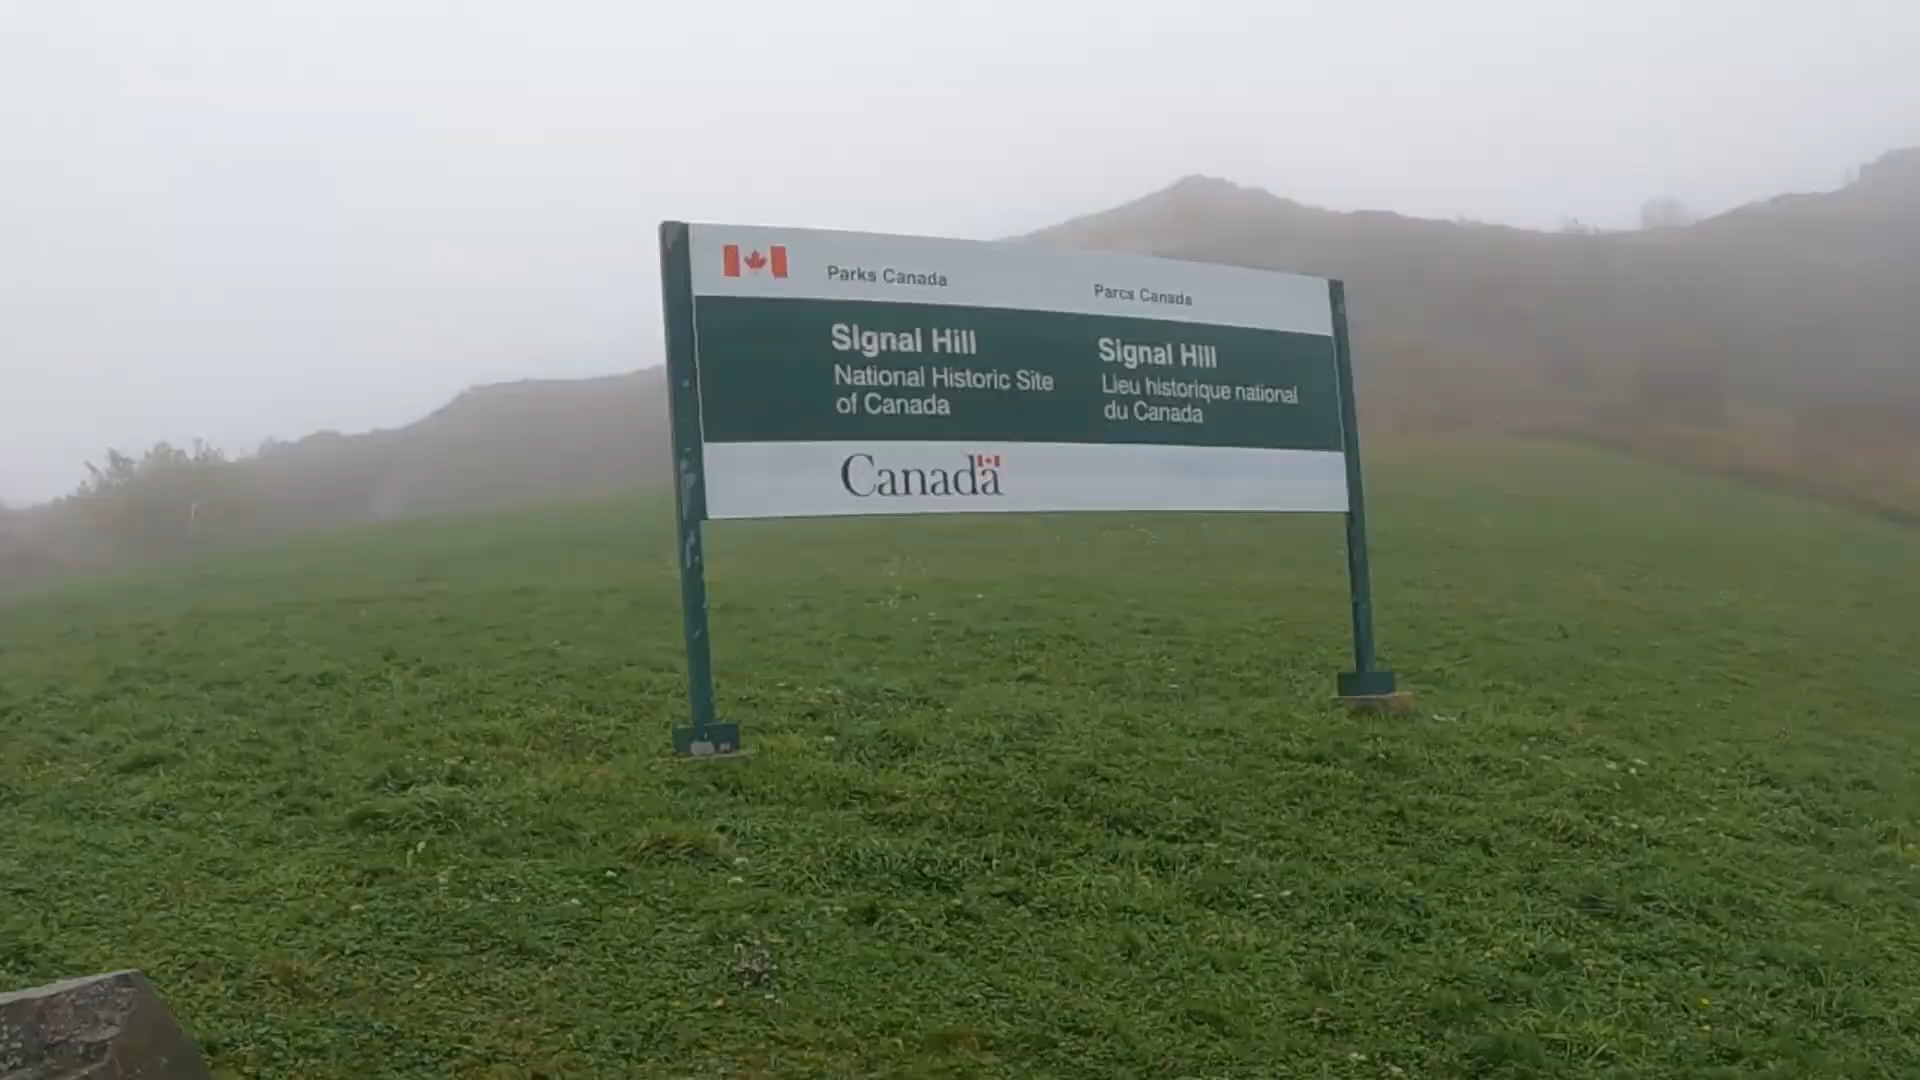 Parks Canada
Parcs Canada
Signal Hill
National Historic Site
of Canada
Signal Hill
Lieu historique national
du Canada
Canada